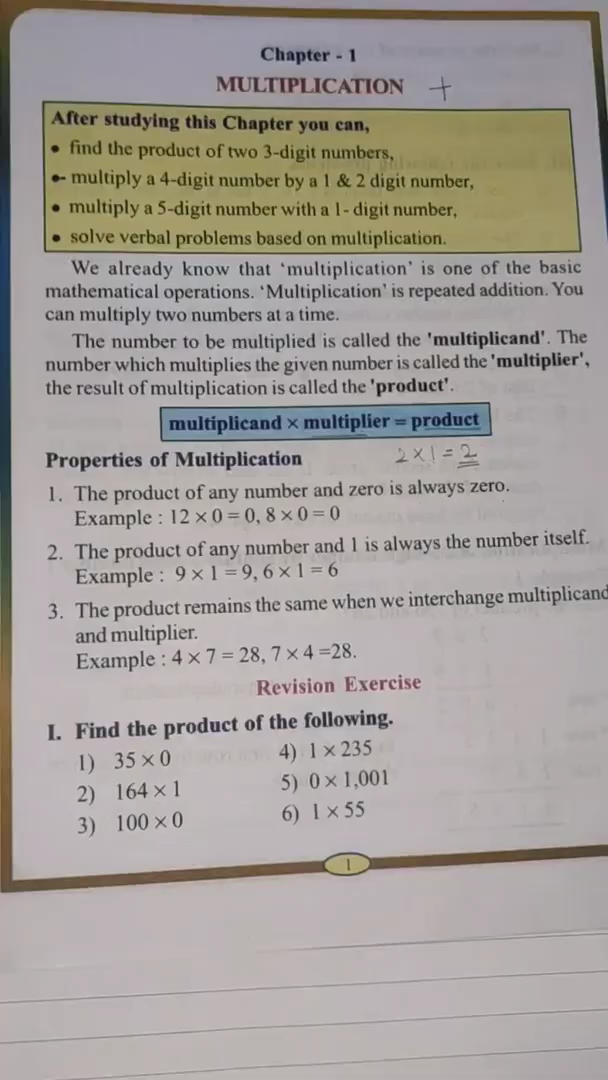 Chapter - 1
MULTIPLICATION +
After studying this Chapter you can,
• find the product of two 3-digit numbers,
• multiply a 4-digit number by a 1 & 2 digit number,
• multiply a 5-digit number with a 1- digit number,
• solve verbal problems based on multiplication.
We already know that ‘multiplication’ is one of the basic
mathematical operations. ‘Multiplication’ is repeated addition. You
can multiply two numbers at a time.
The number to be multiplied is called the 'multiplicand'. The
number which multiplies the given number is called the 'multiplier',
the result of multiplication is called the 'product'.
multiplicand × multiplier = product
Properties of Multiplication 2 × 1 = 2
1. The product of any number and zero is always zero.
Example : 12 × 0 = 0, 8 × 0 = 0
2. The product of any number and 1 is always the number itself.
Example : 9 × 1 = 9, 6 × 1 = 6
3. The product remains the same when we interchange multiplicand
and multiplier.
Example : 4 × 7 = 28, 7 × 4 =28.
Revision Exercise
I. Find the product of the following.
1) 35 × 0 4) 1 × 235
2) 164 × 1 5) 0 × 1,001
3) 100 × 0 6) 1 × 55
1